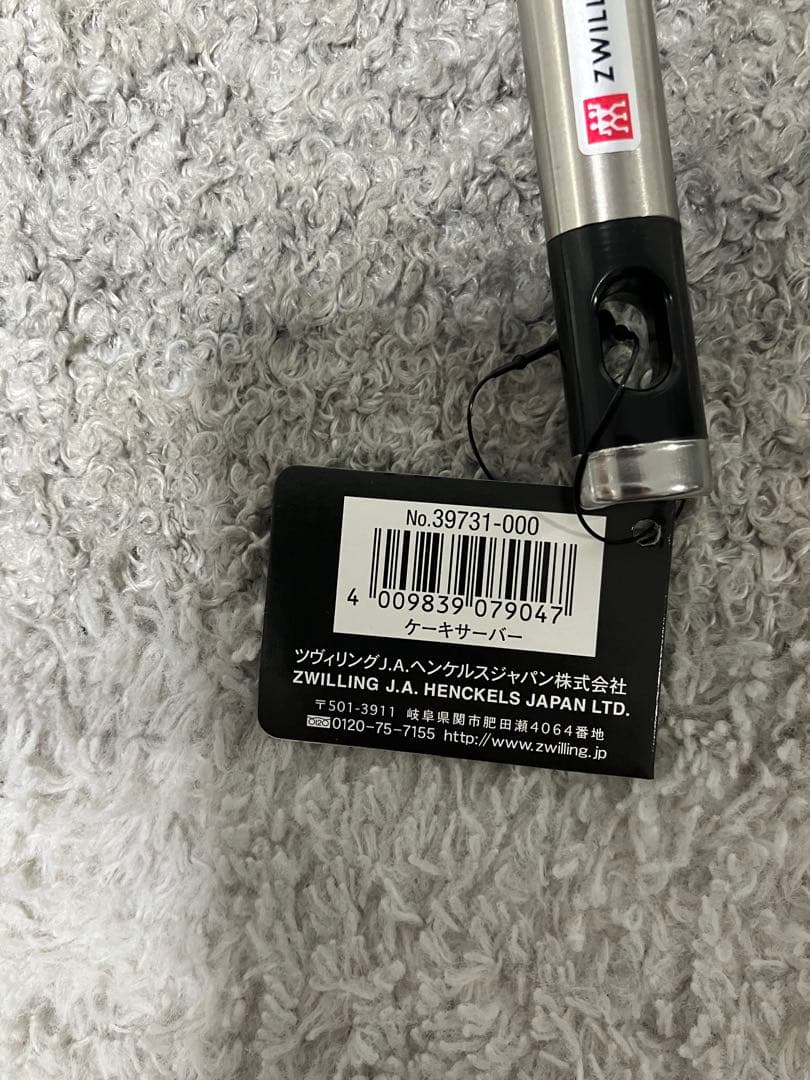 ZWILL
No.39731-000
4 009839 079047
ケーキサーバー
ツヴィリングJ.A.ヘンケルスジャパン株式会社
ZWILLING J.A. HENCKELS JAPAN LTD.
〒501-3911 岐阜県関市肥田瀬4064番地
0120-75-7155 http://www.zwilling.jp